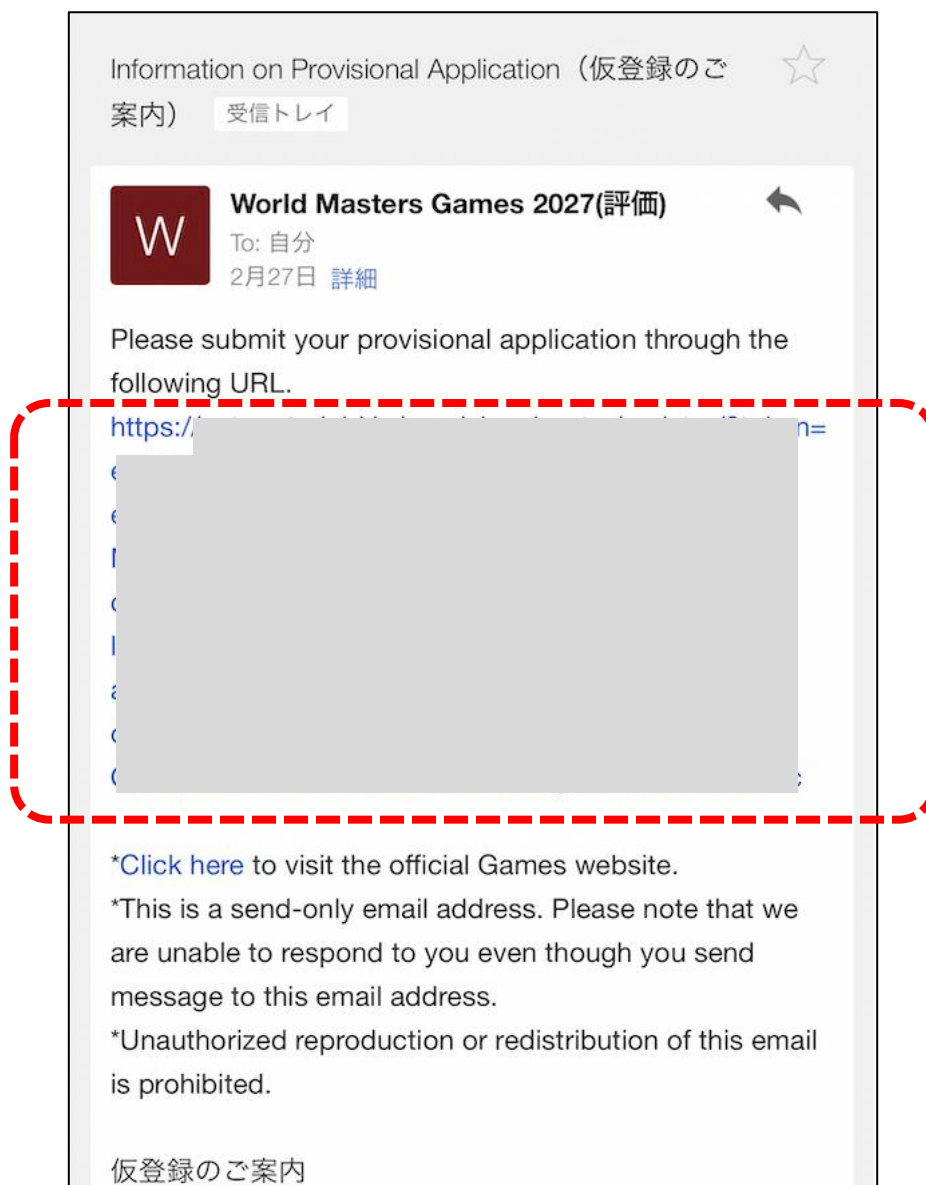 Information on Provisional Application（仮登録のご
案内） 受信トレイ
W
World Masters Games 2027(評価)
To: 自分
2月27日 詳細
Please submit your provisional application through the
following URL.
https://
*Click here to visit the official Games website.
*This is a send-only email address. Please note that we
are unable to respond to you even though you send
message to this email address.
*Unauthorized reproduction or redistribution of this email
is prohibited.
仮登録のご案内